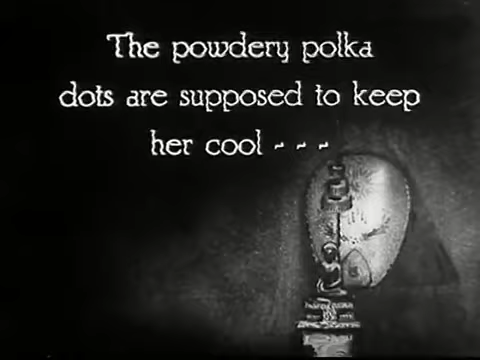 The powdery polka
dots are supposed to keep
her cool - - -